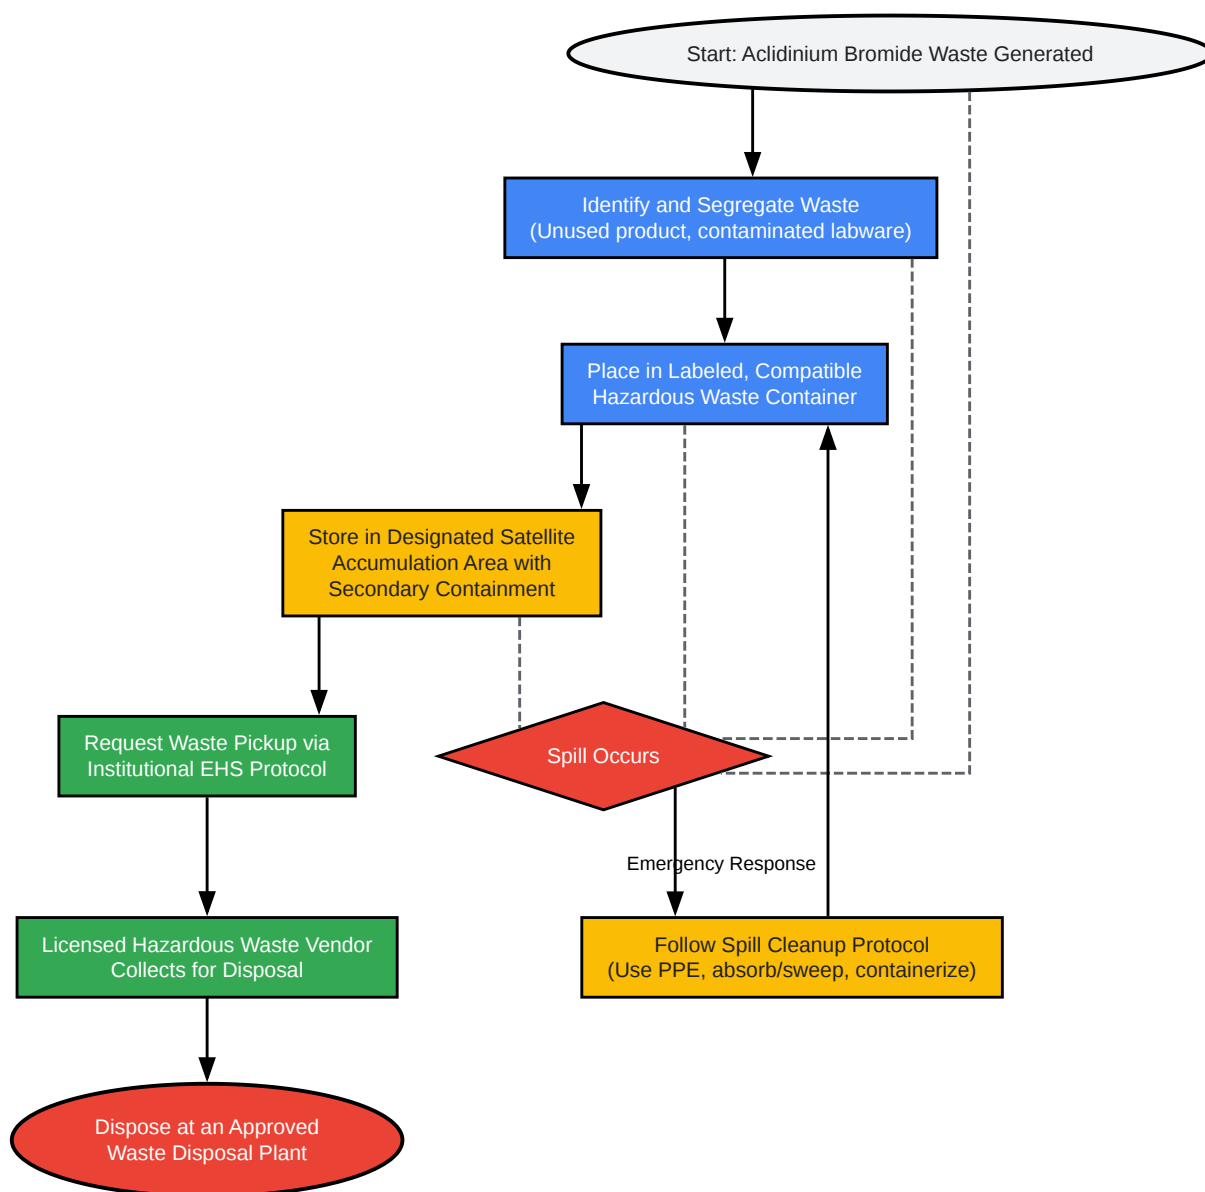 Start: Aclidinium Bromide Waste Generated
Identify and Segregate Waste
(Unused product, contaminated labware)
Place in Labeled, Compatible
Hazardous Waste Container
Store in Designated Satellite
Accumulation Area with
Secondary Containment
Request Waste Pickup via
Institutional EHS Protocol
Spill Occurs
Emergency Response
Licensed Hazardous Waste Vendor
Collects for Disposal
Follow Spill Cleanup Protocol
(Use PPE, absorb/sweep, containerize)
Dispose at an Approved
Waste Disposal Plant